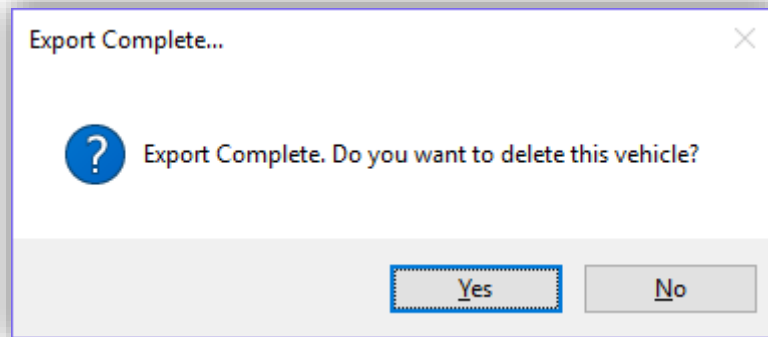 Export Complete...
Export Complete. Do you want to delete this vehicle?
Yes
No